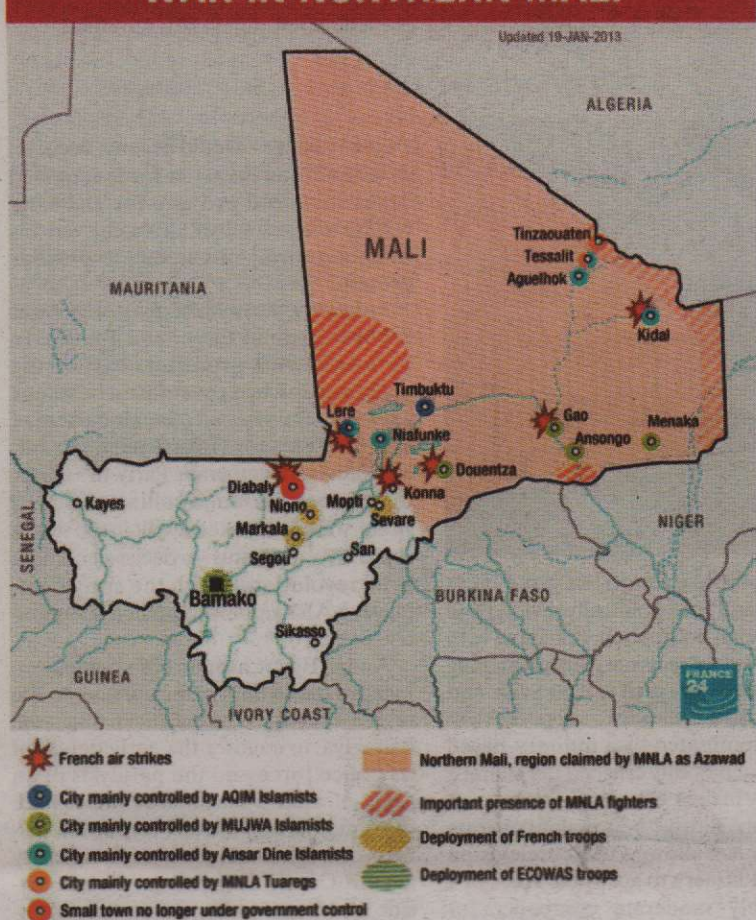 WAR IN NORTHERN MALI
Updated 19-JAN-2013
ALGERIA
MALI
Tinzaouaten
Tessalit
Aguelhok
MAURITANIA
Kidal
Timbuktu
Lere
Gao
Menaka
Niafunke
Ansongo
Douentza
Diabaly
Konna
Kayes
Niono
Mopti
Sevare
Markala
NIGER
SENEGAL
Segou
San
Bamako
BURKINA FASO
Sikasso
GUINEA
FRANCE
24
IVORY COAST
French air strikes
City mainly controlled by AQIM Islamists
City mainly controlled by MUJWA Islamists
City mainly controlled by Ansar Dine Islamists
City mainly controlled by MNLA Tuaregs
Small town no longer under government control
Northern Mali, region claimed by MNLA as Azawad
Important presence of MNLA fighters
Deployment of French troops
Deployment of ECOWAS troops